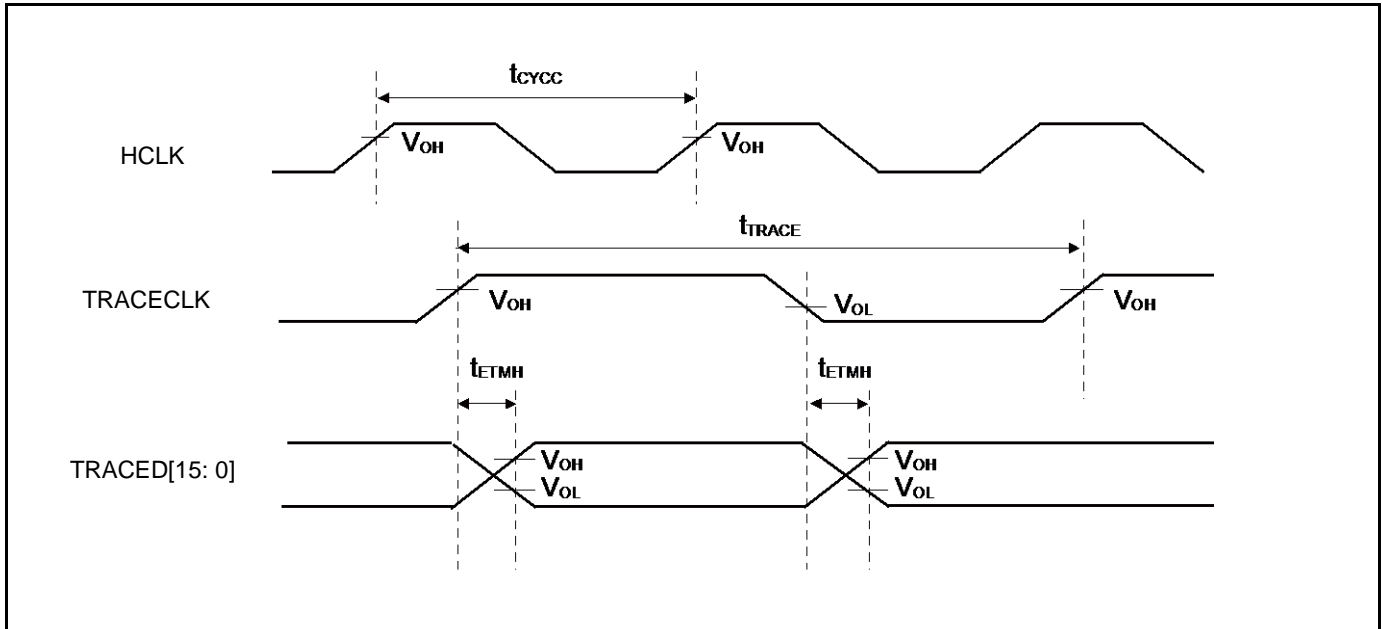 tCYCC
HCLK
VOH
VOH
tTRACE
TRACECLK
VOH
VOL
VOH
tETMH
tETMH
TRACED[15: 0]
VOH
VOH
VOL
VOL